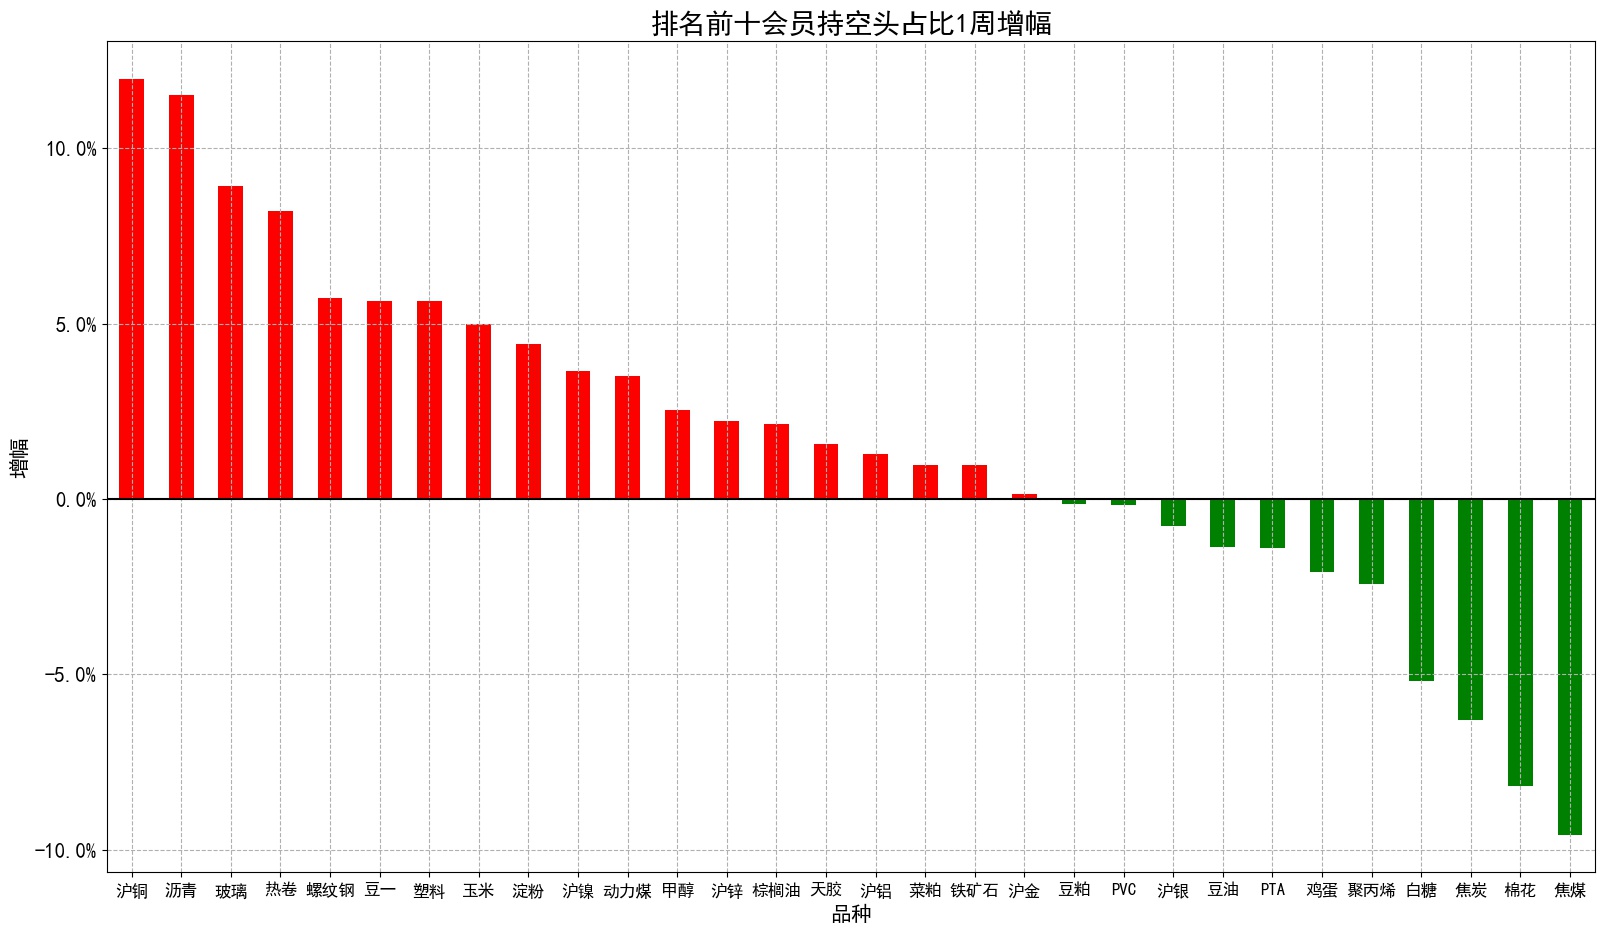 排名前十会员持空头占比1周增幅
10.0%
5.0%
0.0%
−5.0%
−10.0%
增幅
沪铜 沥青 玻璃 热卷 螺纹钢 豆一 塑料 玉米 淀粉 沪镍 动力煤 甲醇 沪锌 棕榈油 天胶 沪铝 菜粕 铁矿石 沪金 豆粕 PVC 沪银 豆油 PTA 鸡蛋 聚丙烯 白糖 焦炭 棉花 焦煤
品种